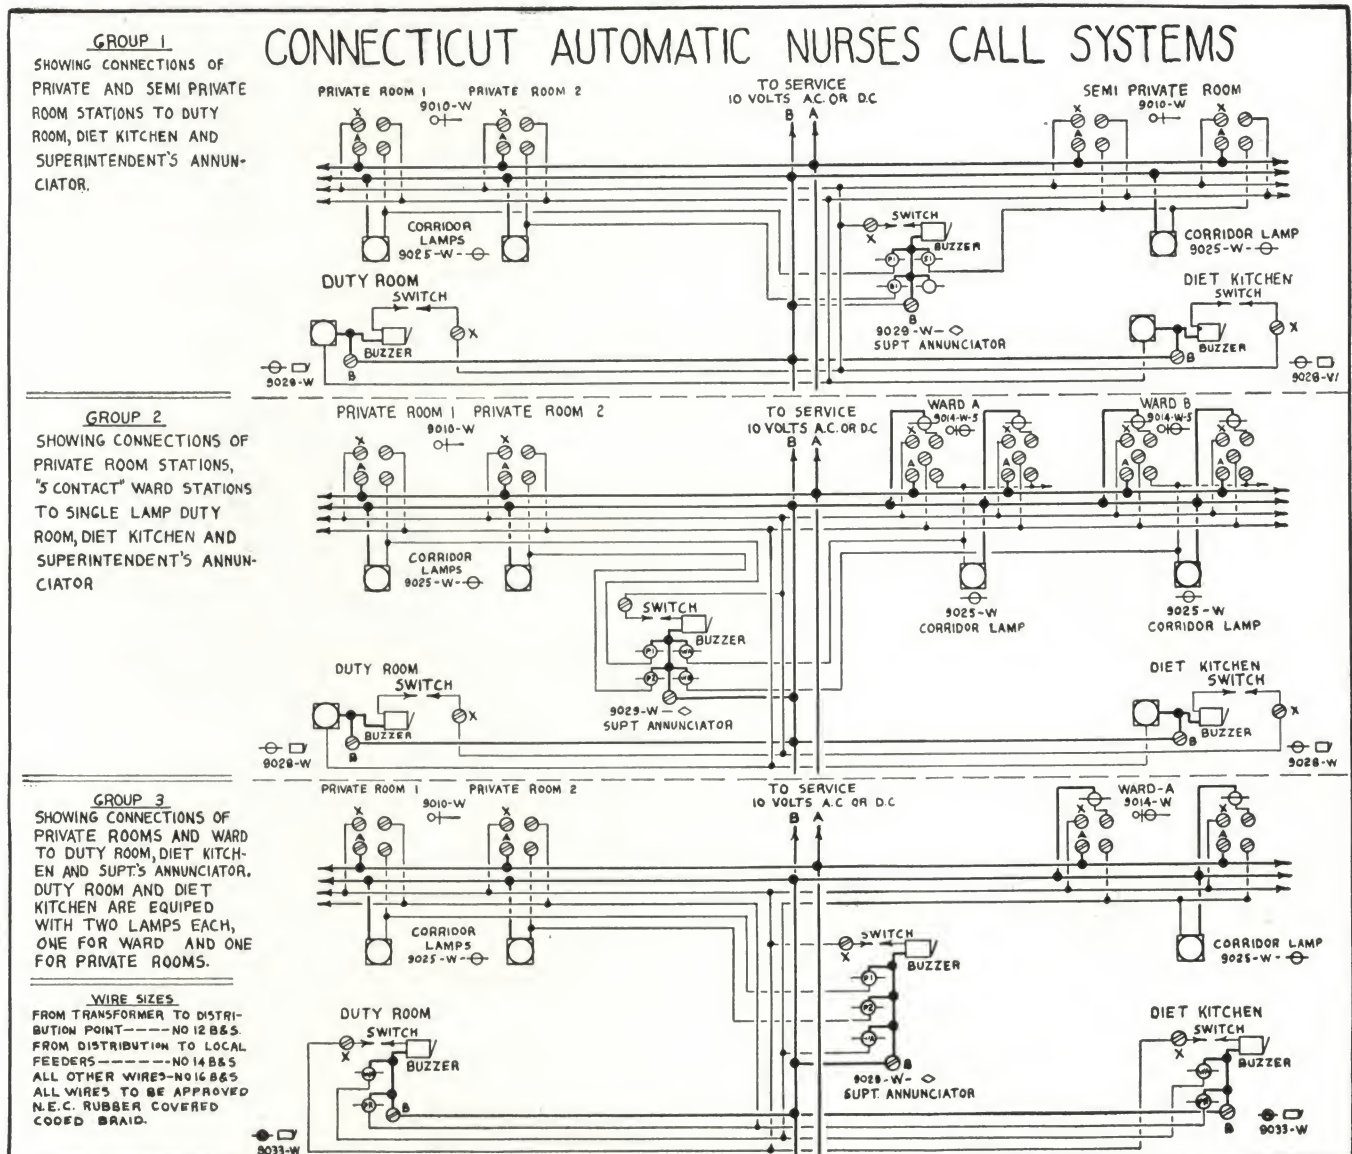 CONNECTICUT AUTOMATIC NURSES CALL SYSTEMS
GROUP 1
SHOWING CONNECTIONS OF
PRIVATE AND SEMI PRIVATE
ROOM STATIONS TO DUTY
ROOM, DIET KITCHEN AND
SUPERINTENDENT'S ANNUN-
CIATOR.
PRIVATE ROOM 1
PRIVATE ROOM 2
9010-W
X
A
X
A
TO SERVICE
10 VOLTS A.C. OR D.C
B A
SEMI PRIVATE ROOM
9010-W
X
A
X
A
CORRIDOR
LAMPS
9025-W
SWITCH
X
BUZZER
P1
S1
B1
B
9029-W
SUPT ANNUNCIATOR
CORRIDOR LAMP
9025-W
DUTY ROOM
SWITCH
X
BUZZER
B
9028-W
DIET KITCHEN
SWITCH
X
BUZZER
B
9028-W
GROUP 2
SHOWING CONNECTIONS OF
PRIVATE ROOM STATIONS,
"5 CONTACT" WARD STATIONS
TO SINGLE LAMP DUTY
ROOM, DIET KITCHEN AND
SUPERINTENDENT'S ANNUN-
CIATOR
PRIVATE ROOM 1 PRIVATE ROOM 2
9010-W
X
A
X
A
TO SERVICE
10 VOLTS A.C. OR D.C
B A
WARD A
9014-W-5
X
A
X
A
WARD B
9014-W-5
X
A
X
A
CORRIDOR
LAMPS
9025-W
SWITCH
BUZZER
P1
WA
P2
WB
9029-W
SUPT ANNUNCIATOR
9025-W
CORRIDOR LAMP
9025-W
CORRIDOR LAMP
DUTY ROOM
SWITCH
X
BUZZER
B
9028-W
DIET KITCHEN
SWITCH
X
BUZZER
B
9028-W
GROUP 3
SHOWING CONNECTIONS OF
PRIVATE ROOMS AND WARD
TO DUTY ROOM, DIET KITCH-
EN AND SUPT.'S ANNUNCIATOR.
DUTY ROOM AND DIET
KITCHEN ARE EQUIPED
WITH TWO LAMPS EACH,
ONE FOR WARD AND ONE
FOR PRIVATE ROOMS.
PRIVATE ROOM 1
PRIVATE ROOM 2
9010-W
X
A
X
A
TO SERVICE
10 VOLTS A.C OR D.C
B A
WARD-A
9014-W
X
A
X
A
CORRIDOR
LAMPS
9025-W
SWITCH
X
BUZZER
P1
P2
B
9029-W
SUPT. ANNUNCIATOR
CORRIDOR LAMP
9025-W
WIRE SIZES
FROM TRANSFORMER TO DISTRI-
BUTION POINT----NO 12 B&S.
FROM DISTRIBUTION TO LOCAL
FEEDERS------NO 14 B&S
ALL OTHER WIRES-NO 16 B&S
ALL WIRES TO BE APPROVED
N.E.C. RUBBER COVERED
CODED BRAID.
DUTY ROOM
SWITCH
X
BUZZER
PR
B
9033-W
DIET KITCHEN
SWITCH
X
BUZZER
B
9033-W